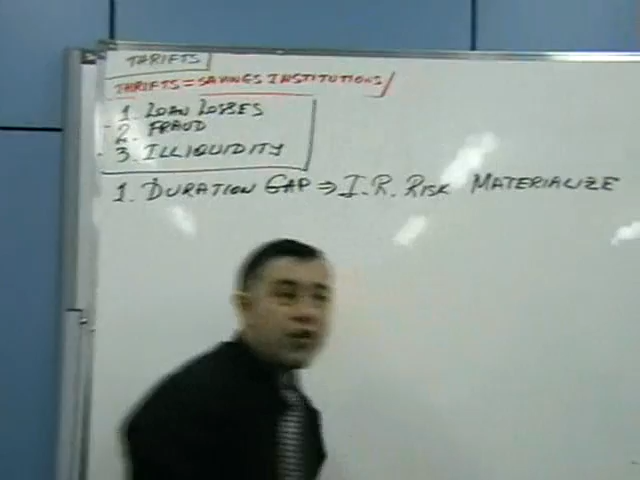 THRIFTS
THRIFTS = SAVINGS INSTITUTIONS
1. LOAN LOSSES
2. FRAUD
3. ILLIQUIDITY
1. DURATION GAP ⇒ I.R. RISK MATERIALIZE